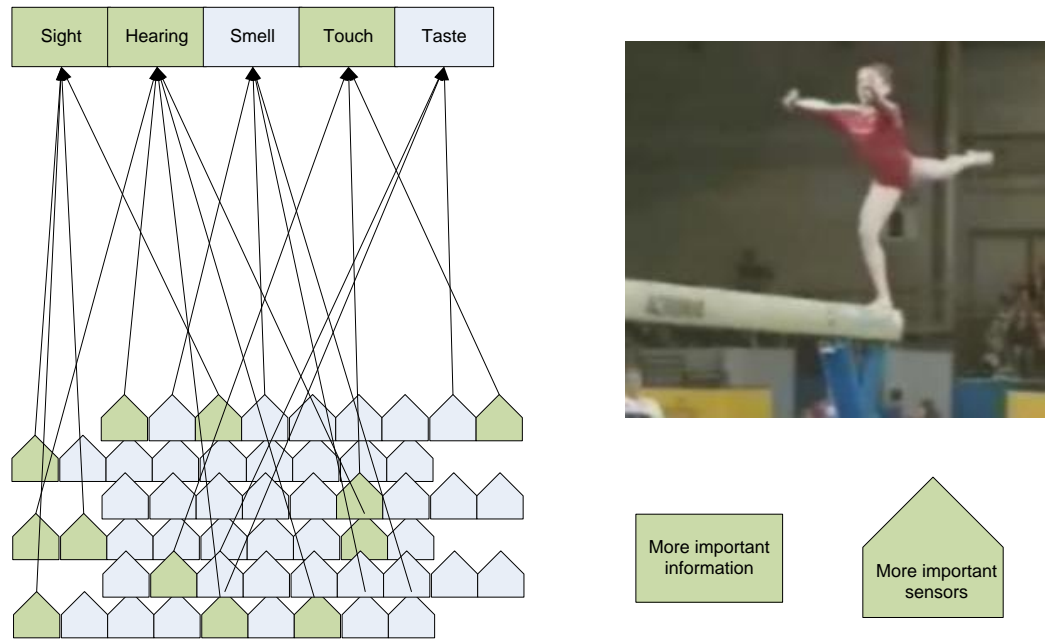 Sight
Hearing
Smell
Touch
Taste
More important
information
More important
sensors